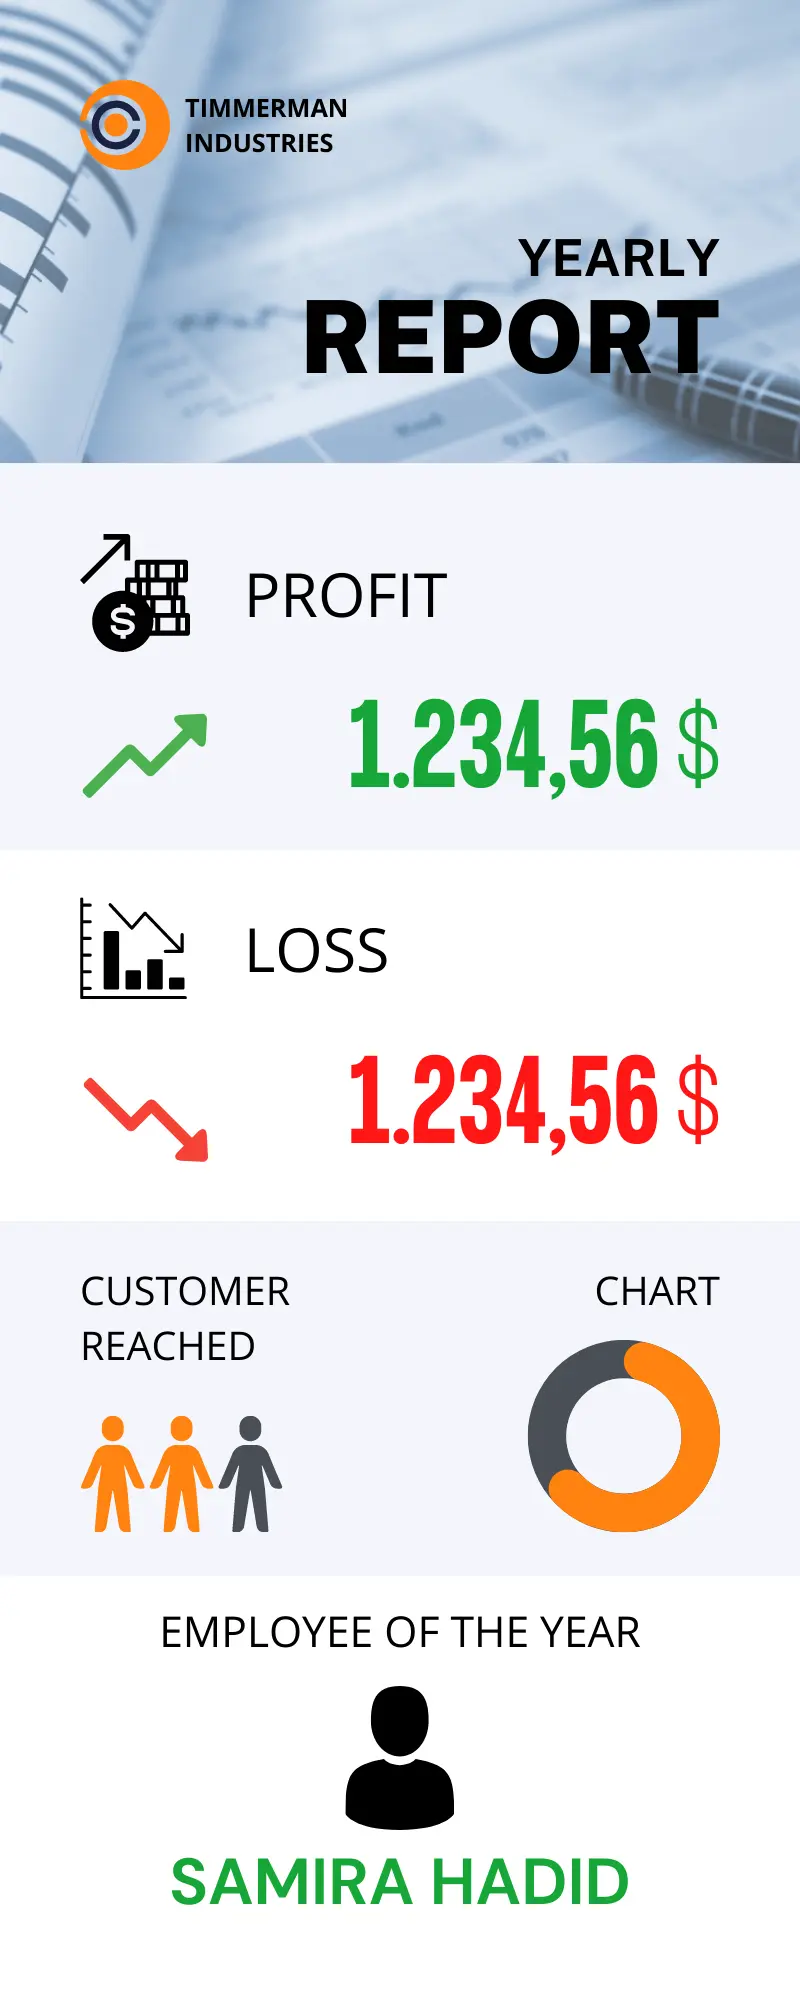 TIMMERMAN
INDUSTRIES
YEARLY
REPORT
PROFIT
1.234,56 $
LOSS
1.234,56 $
CUSTOMER
REACHED
CHART
EMPLOYEE OF THE YEAR
SAMIRA HADID